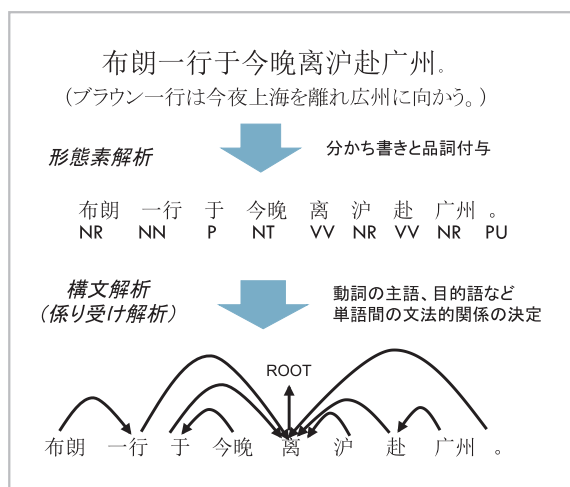 布朗一行于今晚离沪赴广州。
(ブラウン一行は今夜上海を離れ広州に向かう。)
形態素解析
分かち書きと品詞付与
布朗 一行 于 今晚 离 沪 赴 广州 。
NR NN P NT VV NR VV NR PU
構文解析
(係り受け解析)
動詞の主語、目的語など
単語間の文法的関係の決定
ROOT
布朗 一行 于 今晚 离 沪 赴 广州 。